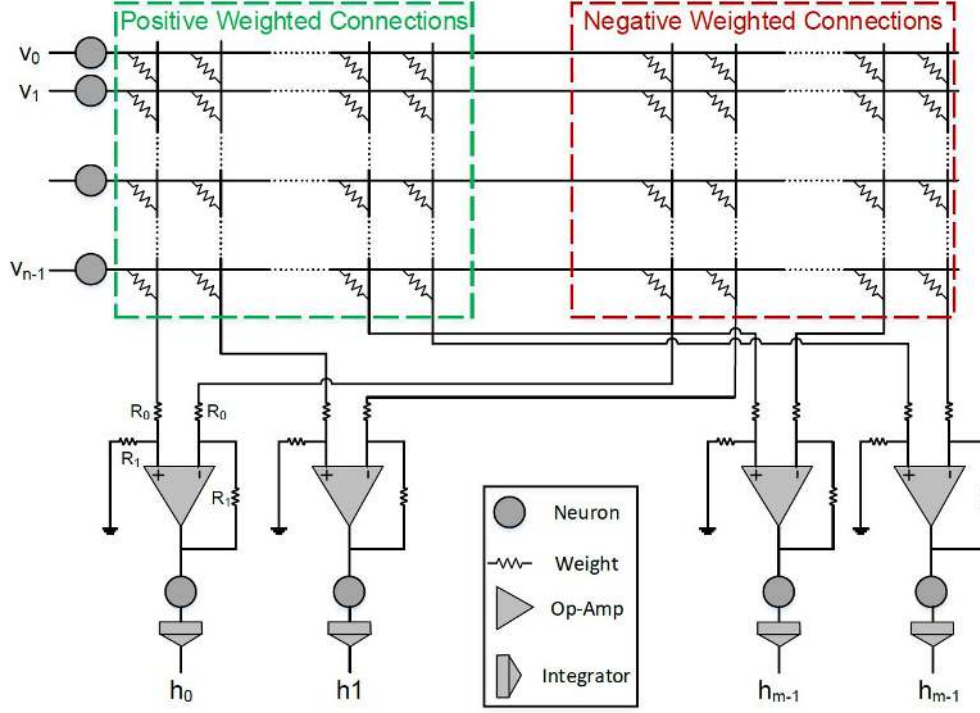 Positive Weighted Connections
Negative Weighted Connections
V0
V1
Vn-1
R0
R0
R1
R1
+
-
+
-
+
-
+
-
Neuron
Weight
Op-Amp
Integrator
h0
h1
hm-1
hm-1